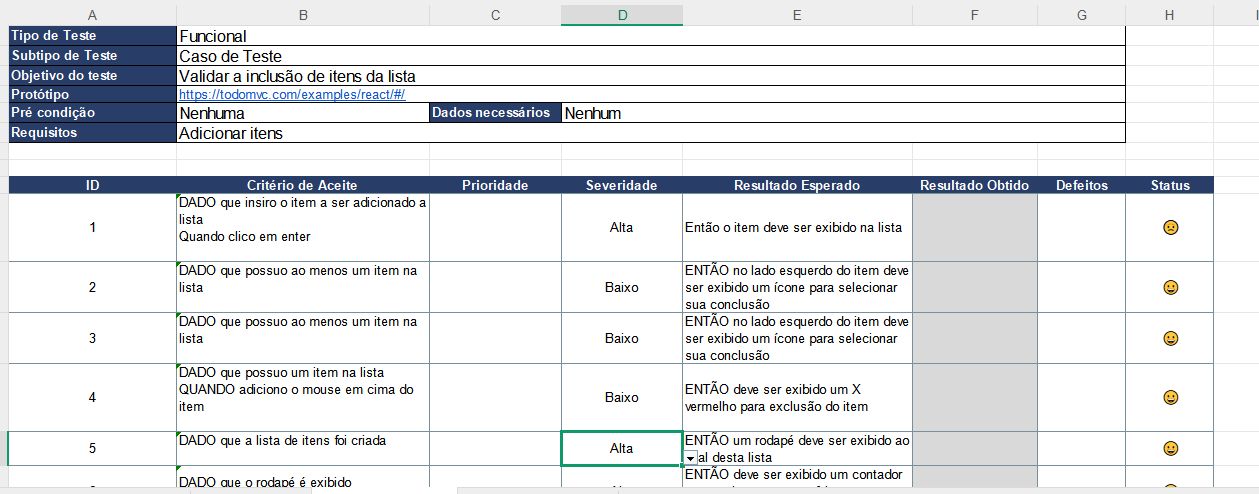 A B C D E F G H
Tipo de Teste Funcional
Subtipo de Teste Caso de Teste
Objetivo do teste Validar a inclusão de itens da lista
Protótipo https://todomvc.com/examples/react/#/
Pré condição Nenhuma Dados necessários Nenhum
Requisitos Adicionar itens
ID Critério de Aceite Prioridade Severidade Resultado Esperado Resultado Obtido Defeitos Status
DADO que insiro o item a ser adicionado a
lista
Quando clico em enter
1 Alta Então o item deve ser exibido na lista
DADO que possuo ao menos um item na
lista
2 Baixo
ENTÃO no lado esquerdo do item deve
ser exibido um ícone para selecionar
sua conclusão
DADO que possuo ao menos um item na
lista
3 Baixo
ENTÃO no lado esquerdo do item deve
ser exibido um ícone para selecionar
sua conclusão
DADO que possuo um item na lista
QUANDO adiciono o mouse em cima do
item
4 Baixo
ENTÃO deve ser exibido um X
vermelho para exclusão do item
5 DADO que a lista de itens foi criada Alta
ENTÃO um rodapé deve ser exibido ao
al desta lista
DADO que o rodapé é exibido
ENTÃO deve ser exibido um contador